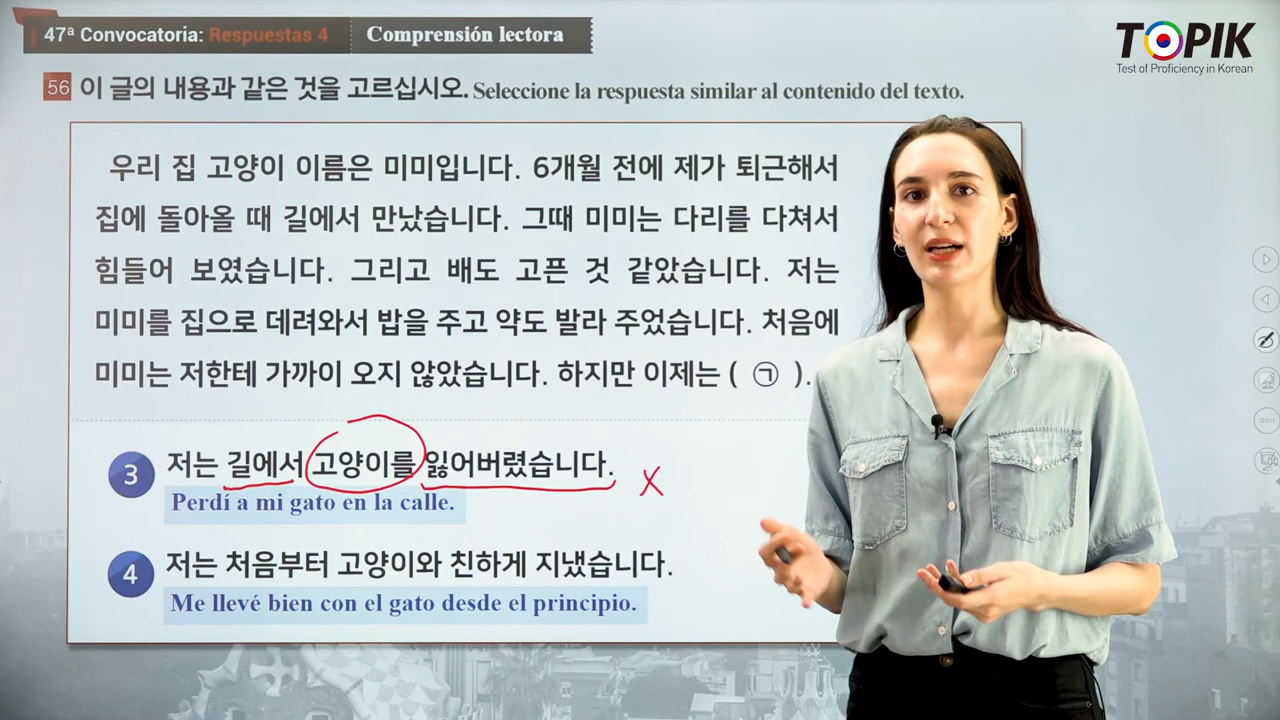 47ª Convocatoria: Respuestas 4 Comprensión lectora
TOPIK
Test of Proficiency in Korean
56 이 글의 내용과 같은 것을 고르십시오. Seleccione la respuesta similar al contenido del texto.
우리 집 고양이 이름은 미미입니다. 6개월 전에 제가 퇴근해서
집에 돌아올 때 길에서 만났습니다. 그때 미미는 다리를 다쳐서
힘들어 보였습니다. 그리고 배도 고픈 것 같았습니다. 저는
미미를 집으로 데려와서 밥을 주고 약도 발라 주었습니다. 처음에
미미는 저한테 가까이 오지 않았습니다. 하지만 이제는 ( ㉠ ).
3 저는 길에서 고양이를 잃어버렸습니다. X
Perdí a mi gato en la calle.
4 저는 처음부터 고양이와 친하게 지냈습니다.
Me llevé bien con el gato desde el principio.